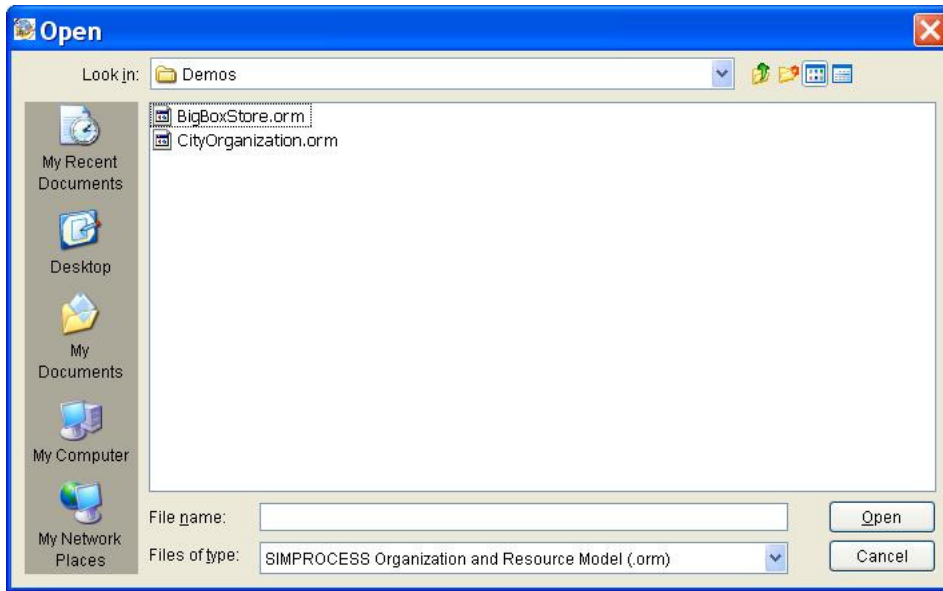 Open
Look in: Demos
BigBoxStore.orm
CityOrganization.orm
My Recent
Documents
Desktop
My
Documents
My Computer
My Network
Places
File name:
Open
Files of type: SIMPROCESS Organization and Resource Model (.orm)
Cancel